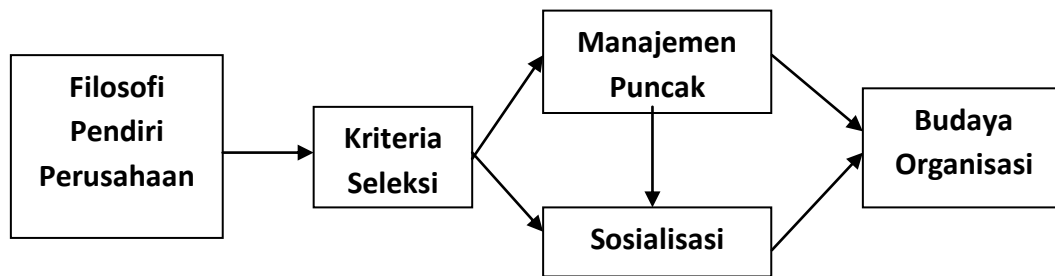 Filosofi
Pendiri
Perusahaan
Kriteria
Seleksi
Manajemen
Puncak
Sosialisasi
Budaya
Organisasi